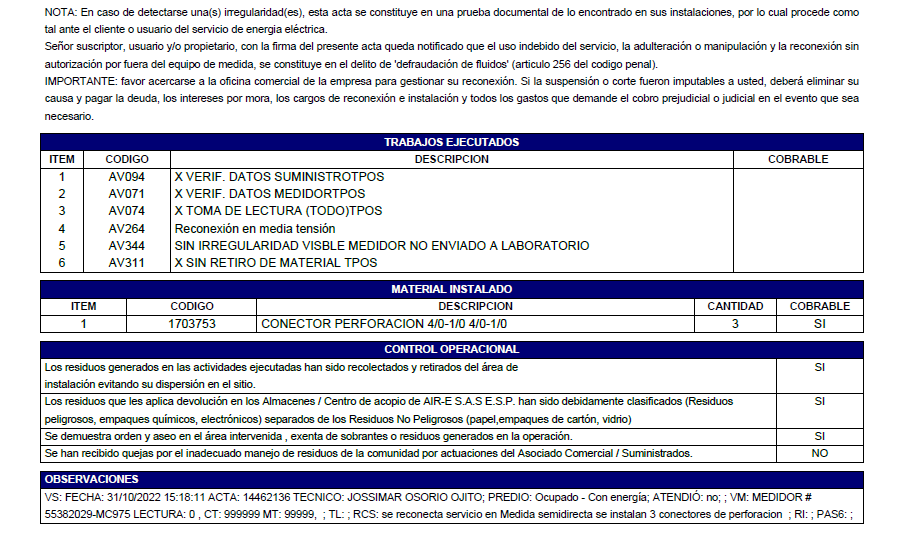 NOTA: En caso de detectarse una(s) irregularidad(es), esta acta se constituye en una prueba documental de lo encontrado en sus instalaciones, por lo cual procede como
tal ante el cliente o usuario del servicio de energia eléctrica.
Señor suscriptor, usuario y/o propietario, con la firma del presente acta queda notificado que el uso indebido del servicio, la adulteración o manipulación y la reconexión sin
autorización por fuera del equipo de medida, se constituye en el delito de 'defraudación de fluidos' (articulo 256 del codigo penal).
IMPORTANTE: favor acercarse a la oficina comercial de la empresa para gestionar su reconexión. Si la suspensión o corte fueron imputables a usted, deberá eliminar su
causa y pagar la deuda, los intereses por mora, los cargos de reconexión e instalación y todos los gastos que demande el cobro prejudicial o judicial en el evento que sea
necesario.
TRABAJOS EJECUTADOS
ITEM CODIGO DESCRIPCION COBRABLE
1 AV094 X VERIF. DATOS SUMINISTROTPOS
2 AV071 X VERIF. DATOS MEDIDORTPOS
3 AV074 X TOMA DE LECTURA (TODO)TPOS
4 AV264 Reconexión en media tensión
5 AV344 SIN IRREGULARIDAD VISBLE MEDIDOR NO ENVIADO A LABORATORIO
6 AV311 X SIN RETIRO DE MATERIAL TPOS
MATERIAL INSTALADO
ITEM CODIGO DESCRIPCION CANTIDAD COBRABLE
1 1703753 CONECTOR PERFORACION 4/0-1/0 4/0-1/0 3 SI
CONTROL OPERACIONAL
Los residuos generados en las actividades ejecutadas han sido recolectados y retirados del área de SI
instalación evitando su dispersión en el sitio.
Los residuos que les aplica devolución en los Almacenes / Centro de acopio de AIR-E S.A.S E.S.P. han sido debidamente clasificados (Residuos SI
peligrosos, empaques químicos, electrónicos) separados de los Residuos No Peligrosos (papel,empaques de cartón, vidrio)
Se demuestra orden y aseo en el área intervenida , exenta de sobrantes o residuos generados en la operación. SI
Se han recibido quejas por el inadecuado manejo de residuos de la comunidad por actuaciones del Asociado Comercial / Suministrados. NO
OBSERVACIONES
VS: FECHA: 31/10/2022 15:18:11 ACTA: 14462136 TECNICO: JOSSIMAR OSORIO OJITO; PREDIO: Ocupado - Con energía; ATENDIÓ: no; ; VM: MEDIDOR #
55382029-MC975 LECTURA: 0 , CT: 999999 MT: 99999, ; TL: ; RCS: se reconecta servicio en Medida semidirecta se instalan 3 conectores de perforacion ; RI: ; PAS6: ;